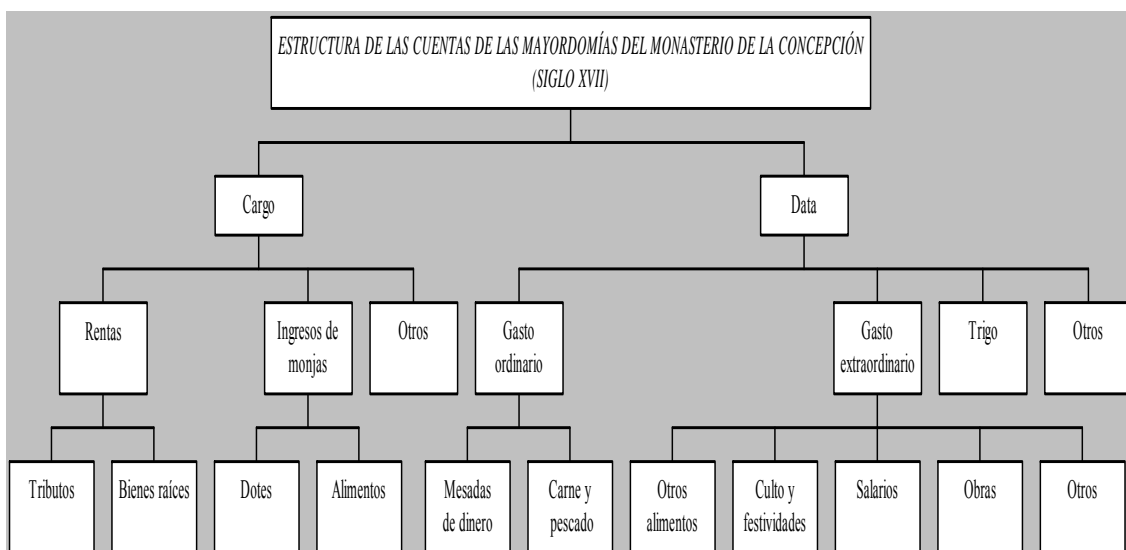 ESTRUCTURA DE LAS CUENTAS DE LAS MAYORDOMÍAS DEL MONASTERIO DE LA CONCEPCIÓN
(SIGLO XVII)
Cargo
Data
Rentas
Ingresos de
monjas
Otros
Gasto
ordinario
Gasto
extraordinario
Trigo
Otros
Tributos
Bienes raíces
Dotes
Alimentos
Mesadas
de dinero
Carne y
pescado
Otros
alimentos
Culto y
festividades
Salarios
Obras
Otros